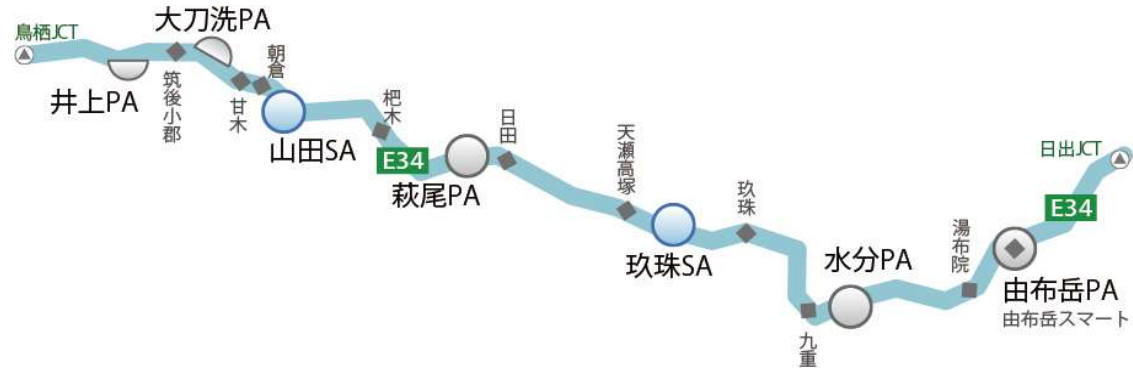 鳥栖JCT
井上PA
筑後小郡
大刀洗PA
甘木
朝倉
山田SA
杷木
E34
萩尾PA
日田
天瀬高塚
玖珠SA
玖珠
九重
水分PA
湯布院
由布岳PA
由布岳スマート
E34
日出JCT